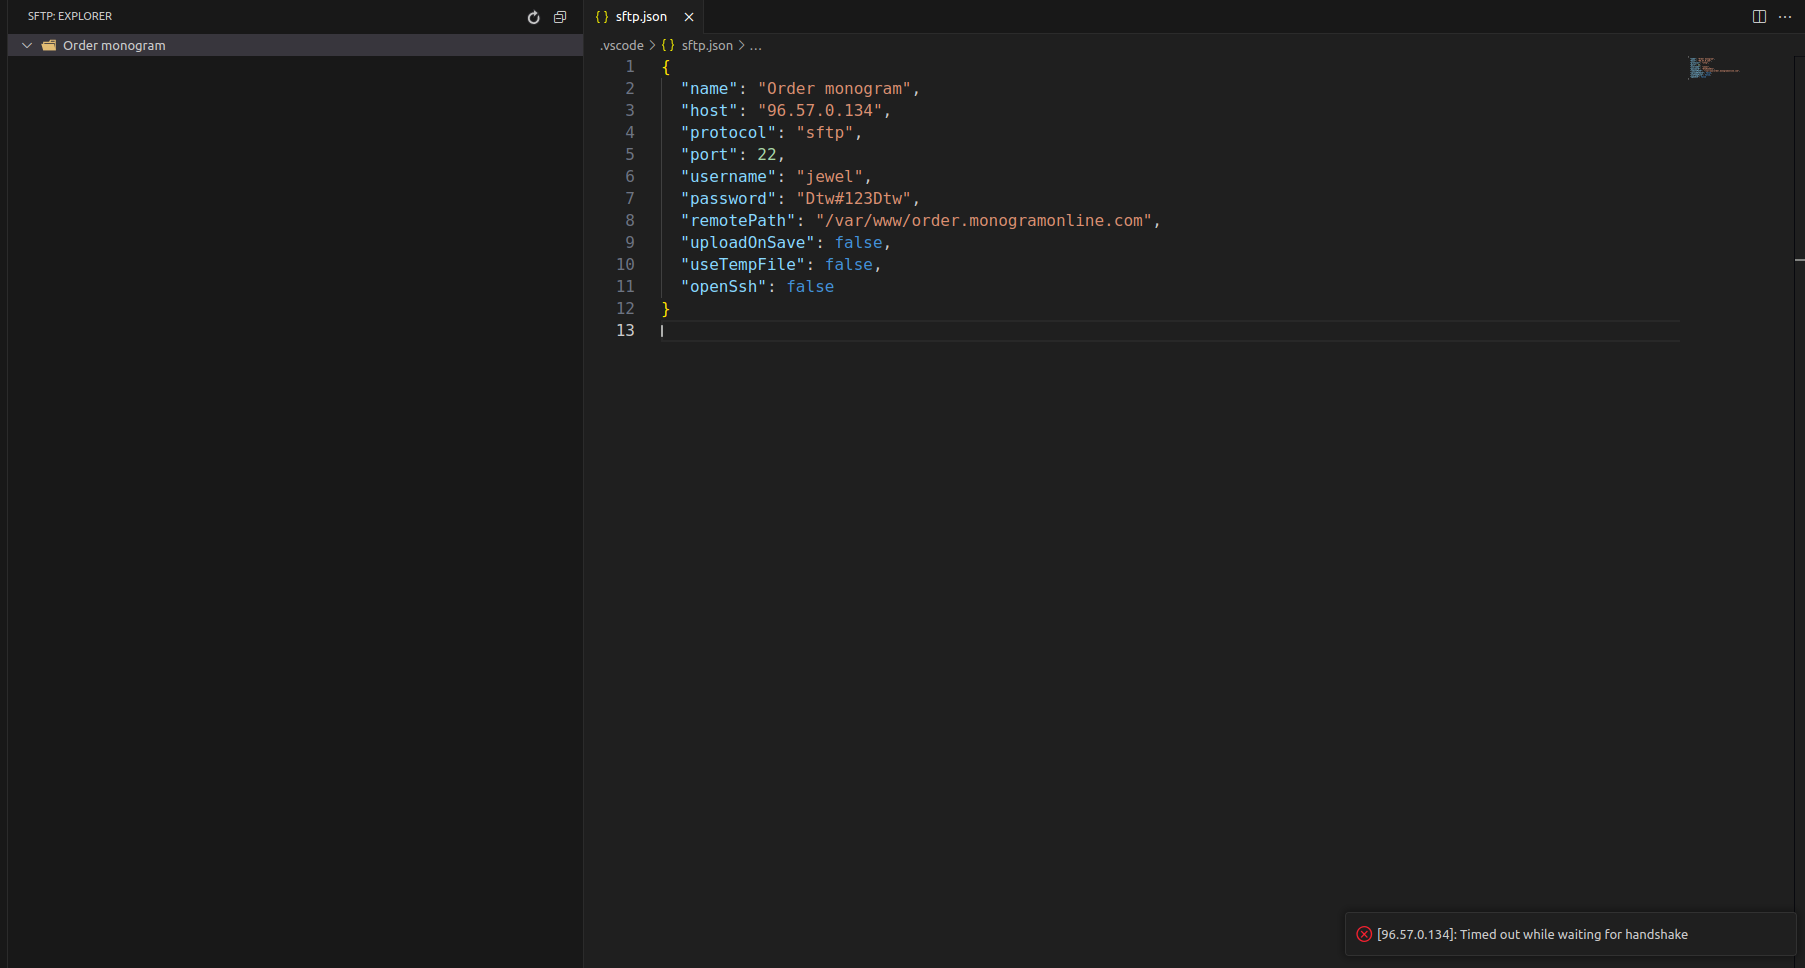 SFTP: EXPLORER
Order monogram
{ } sftp.json ×
.vscode > { } sftp.json > ...
1 {
2 "name": "Order monogram",
3 "host": "96.57.0.134",
4 "protocol": "sftp",
5 "port": 22,
6 "username": "jewel",
7 "password": "Dtw#123Dtw",
8 "remotePath": "/var/www/order.monogramonline.com",
9 "uploadOnSave": false,
10 "useTempFile": false,
11 "openSsh": false
12 }
13
[96.57.0.134]: Timed out while waiting for handshake